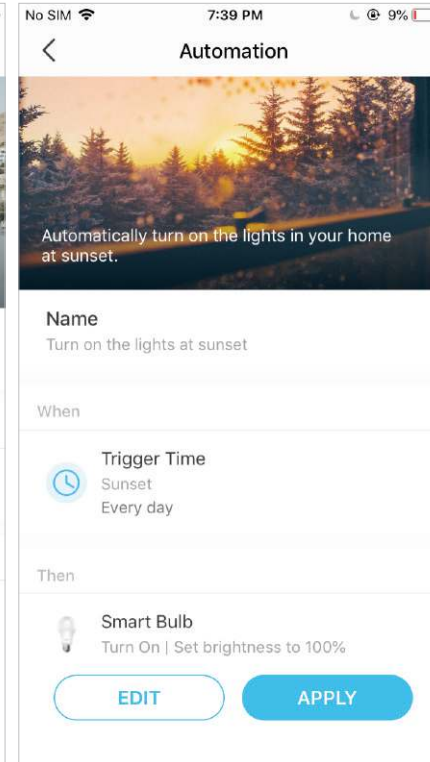 No SIM 7:39 PM 9%
Automation
Automatically turn on the lights in your home
at sunset.
Name
Turn on the lights at sunset
When
Trigger Time
Sunset
Every day
Then
Smart Bulb
Turn On | Set brightness to 100%
EDIT APPLY